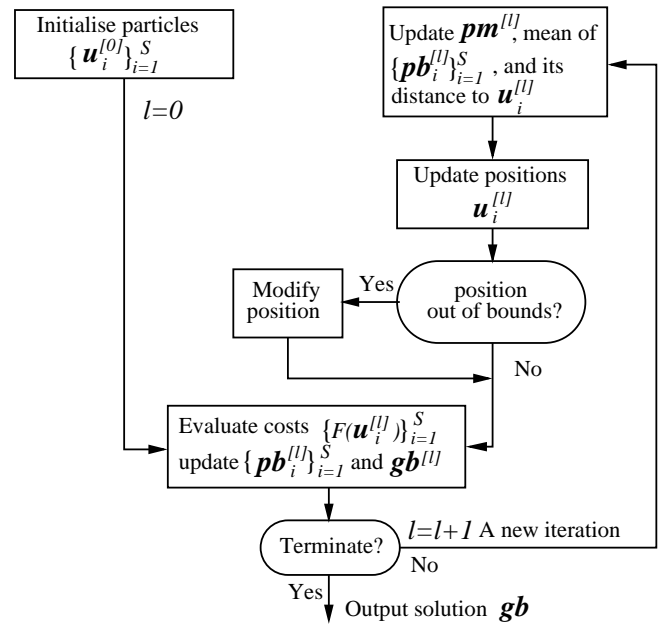 Initialise particles
{ u_i^{[0]} }_{i=1}^S
l=0
Update pm^{[l]}, mean of
{pb_i^{[l]}}_{i=1}^S , and its
distance to u_i^{[l]}
Update positions
u_i^{[l]}
position
out of bounds?
Yes
Modify
position
No
Evaluate costs {F(u_i^{[l]})}_{i=1}^S
update {pb_i^{[l]}}_{i=1}^S and gb^{[l]}
Terminate?
l=l+1 A new iteration
No
Yes
Output solution gb